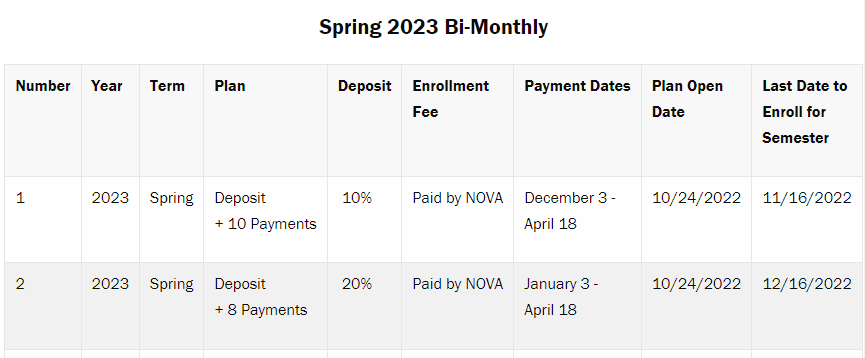 Spring 2023 Bi-Monthly
Number Year Term Plan Deposit Enrollment Fee Payment Dates Plan Open Date Last Date to Enroll for Semester
1 2023 Spring Deposit + 10 Payments 10% Paid by NOVA December 3 - April 18 10/24/2022 11/16/2022
2 2023 Spring Deposit + 8 Payments 20% Paid by NOVA January 3 - April 18 10/24/2022 12/16/2022